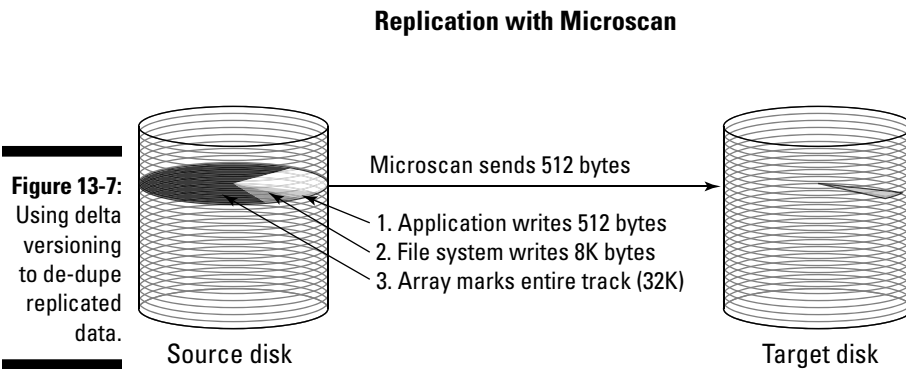 Replication with Microscan
Microscan sends 512 bytes
1. Application writes 512 bytes
2. File system writes 8K bytes
3. Array marks entire track (32K)
Source disk
Target disk
Figure 13-7:
Using delta
versioning
to de-dupe
replicated
data.